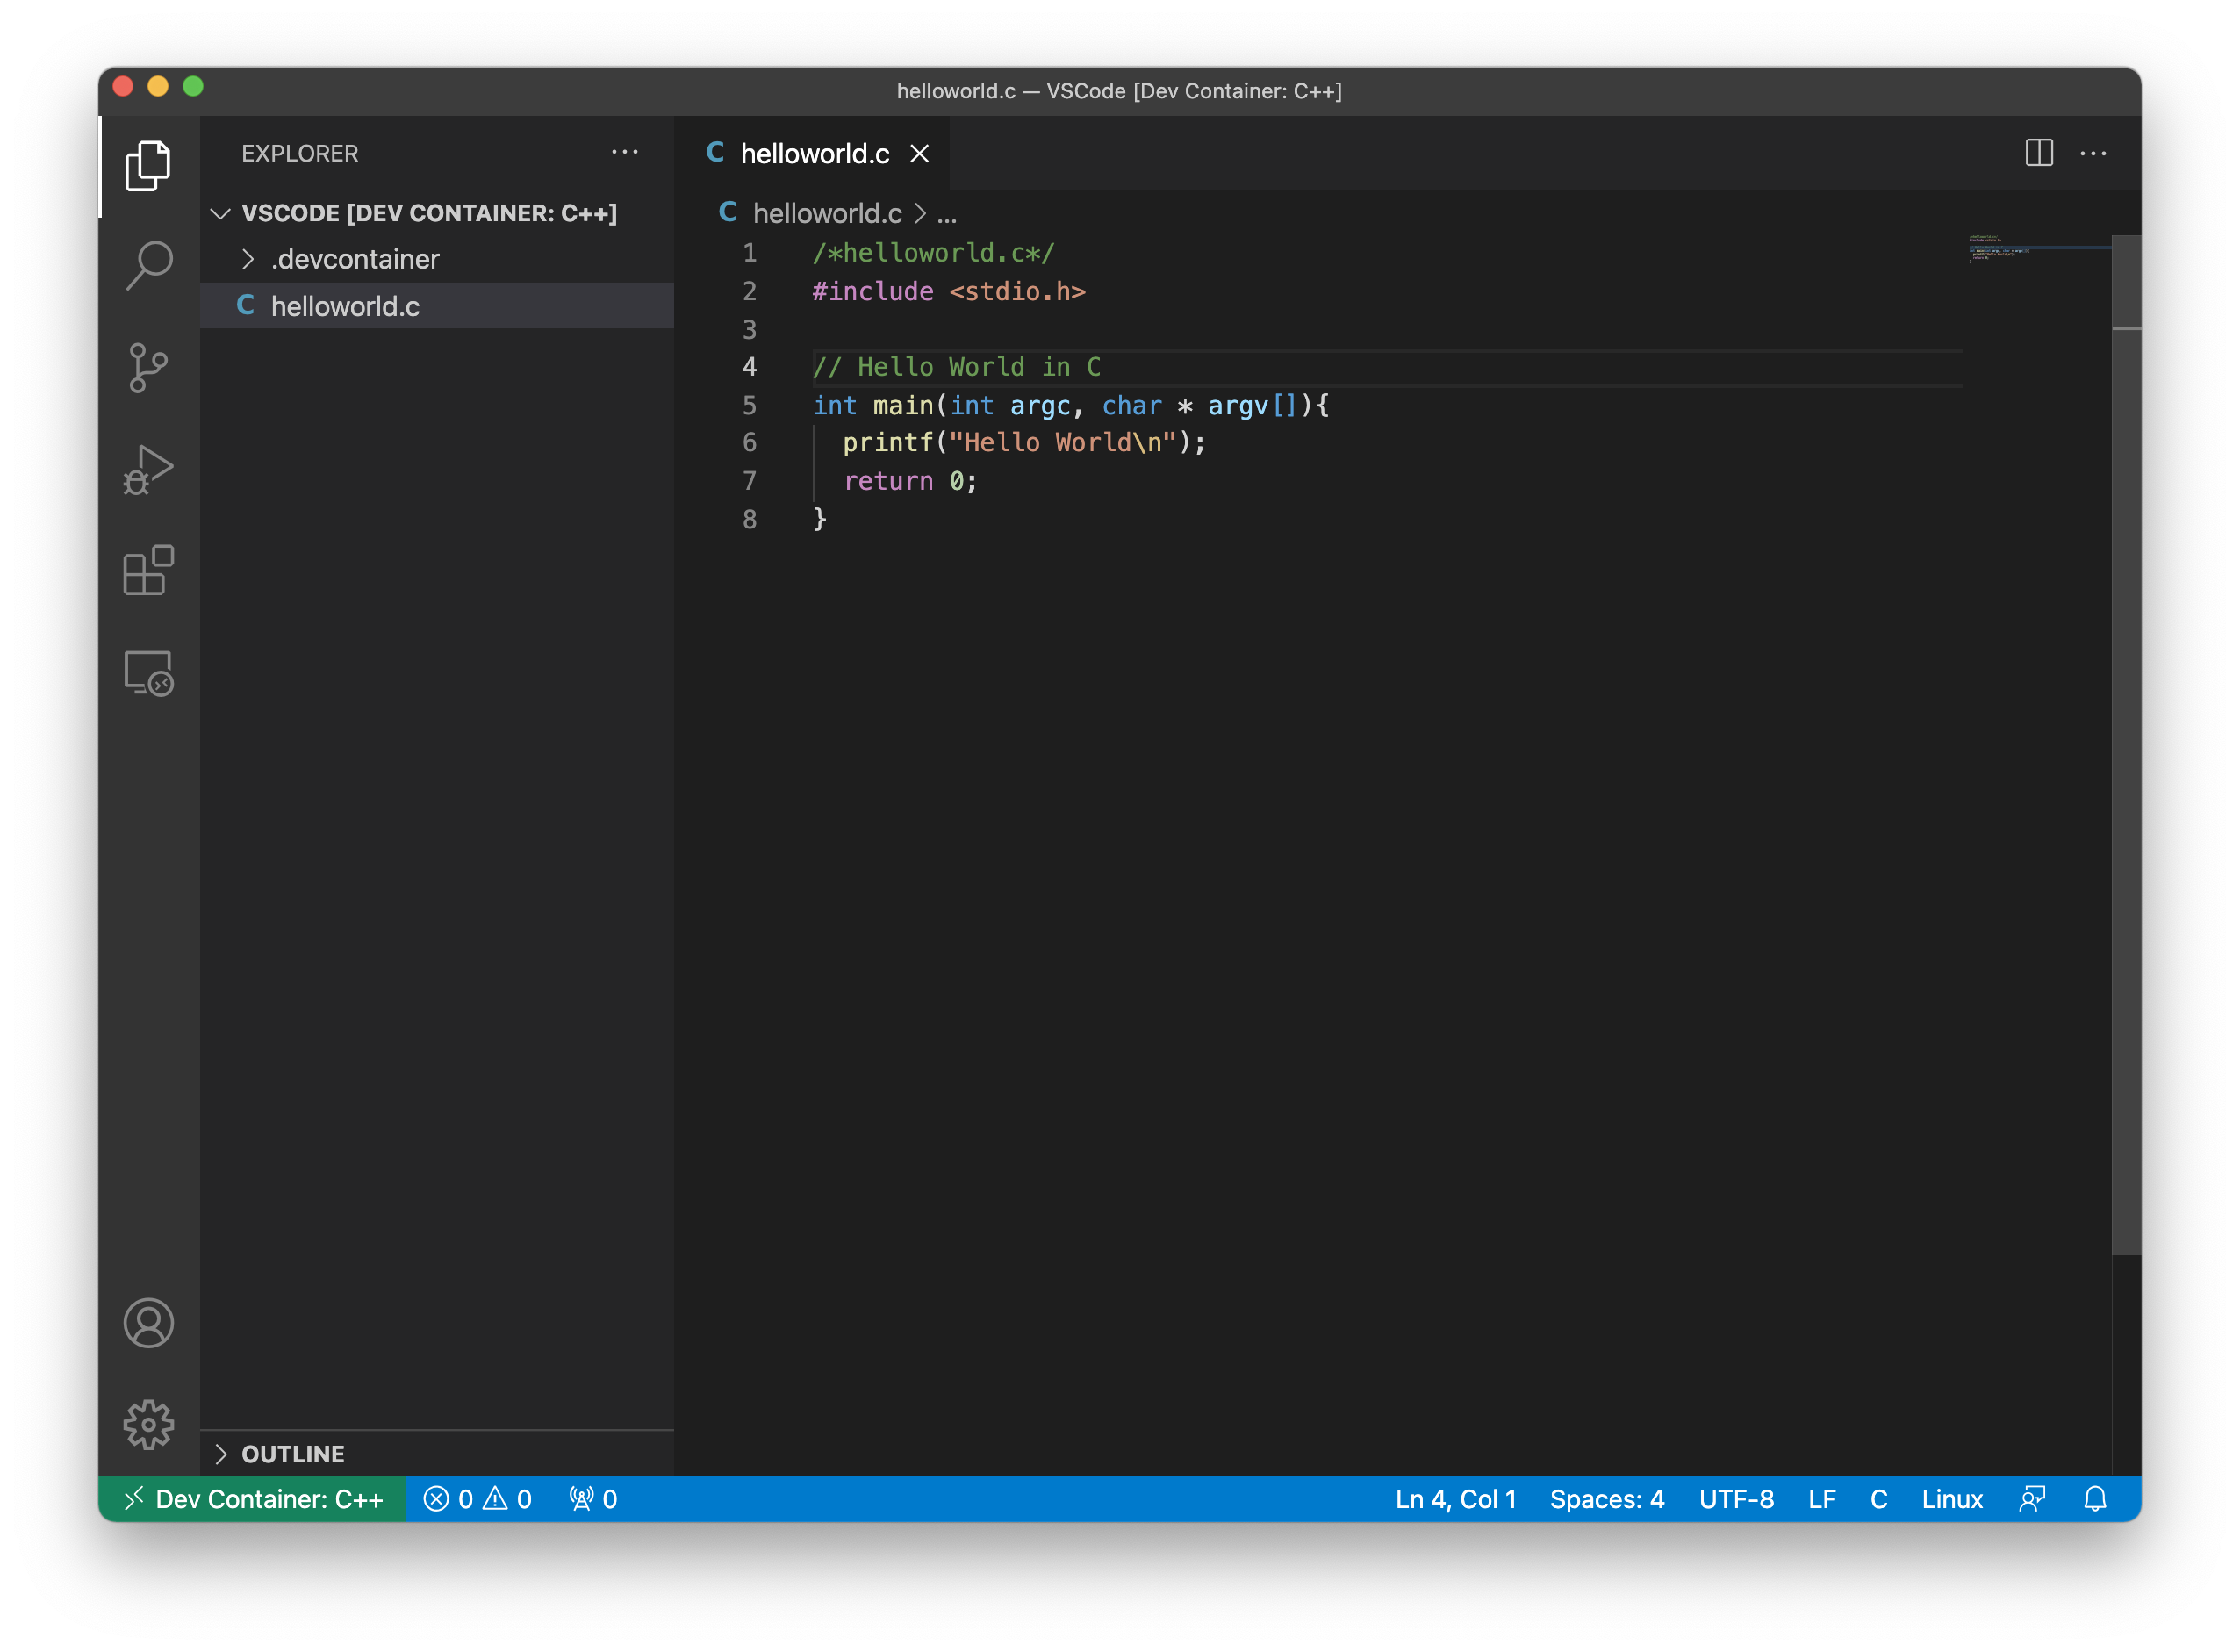 helloworld.c — VSCode [Dev Container: C++]
EXPLORER
VSCODE [DEV CONTAINER: C++]
.devcontainer
C helloworld.c
C helloworld.c
C helloworld.c > ...
1 /*helloworld.c*/
2 #include <stdio.h>
3
4 // Hello World in C
5 int main(int argc, char * argv[]){
6 printf("Hello World\n");
7 return 0;
8 }
OUTLINE
Dev Container: C++ 0 0 0 Ln 4, Col 1 Spaces: 4 UTF-8 LF C Linux